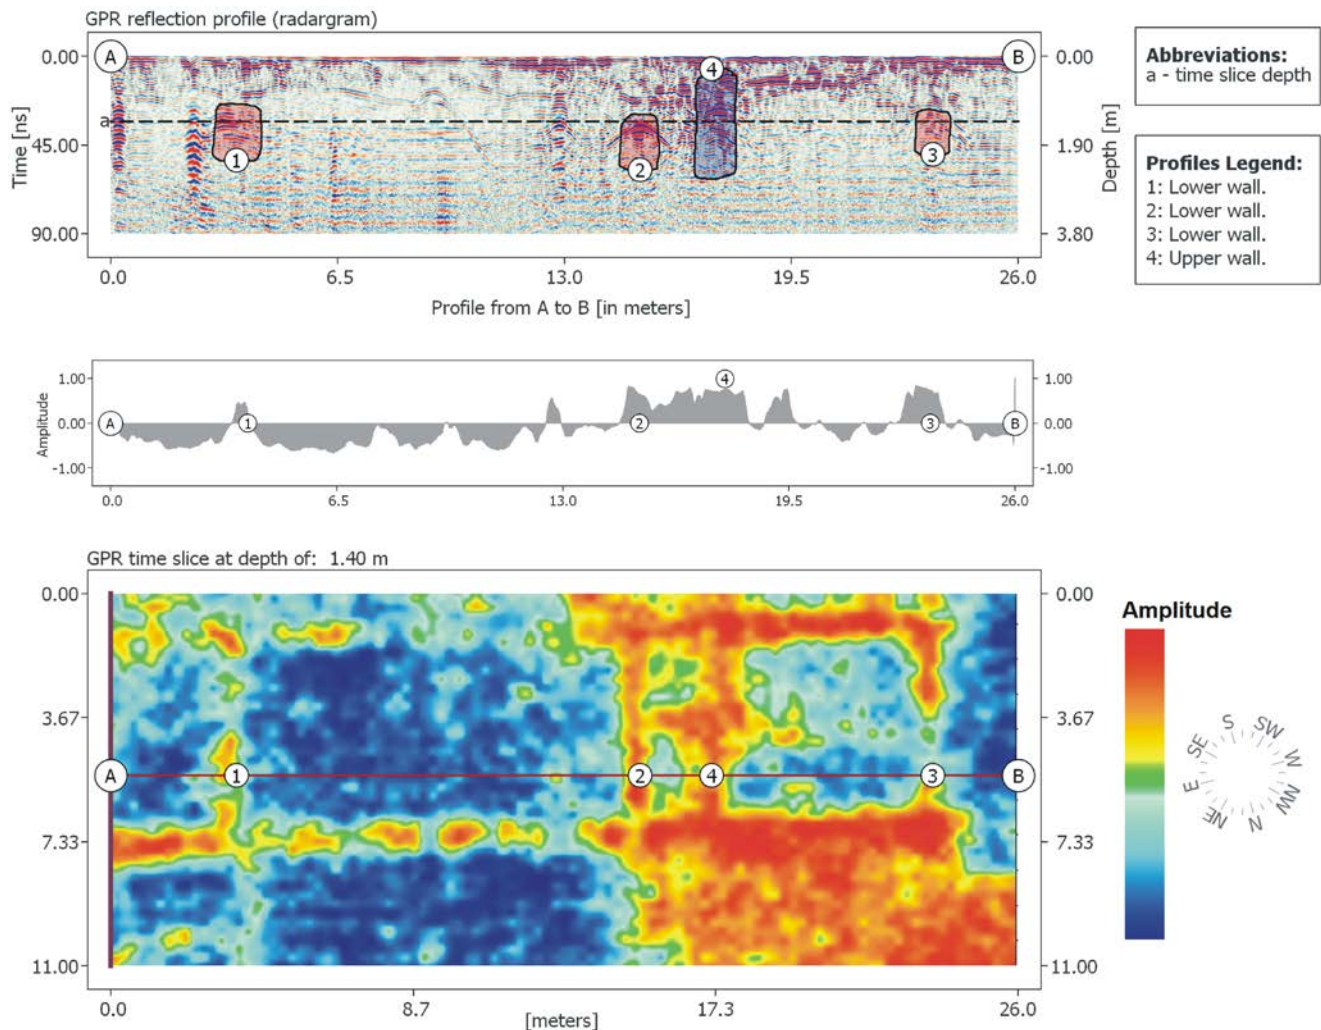 GPR reflection profile (radargram)
A
B
0.00
45.00
90.00
Time [ns]
a
1
2
3
4
0.00
1.90
3.80
Depth [m]
0.0
6.5
13.0
19.5
26.0
Profile from A to B [in meters]
Abbreviations:
a - time slice depth
Profiles Legend:
1: Lower wall.
2: Lower wall.
3: Lower wall.
4: Upper wall.
1.00
0.00
-1.00
Amplitude
A
1
2
4
3
B
1.00
0.00
-1.00
0.0
6.5
13.0
19.5
26.0
GPR time slice at depth of: 1.40 m
0.00
3.67
7.33
11.00
A
1
2
4
3
B
0.00
3.67
7.33
11.00
0.0
8.7
17.3
26.0
[meters]
Amplitude
S
SW
W
NW
N
NE
E
SE